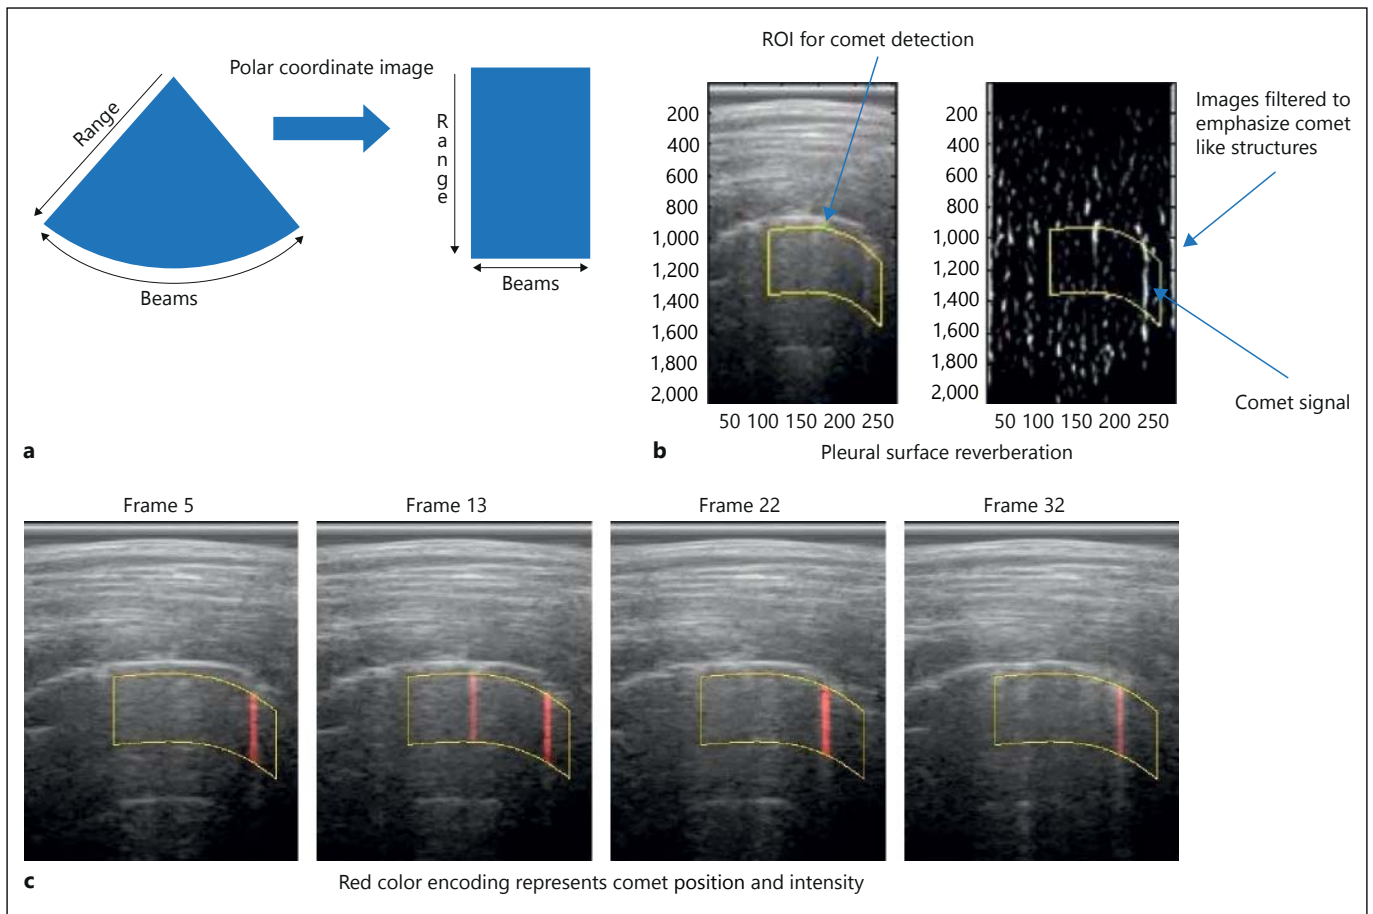 Polar coordinate image
Range
Beams
Range
Beams
a
ROI for comet detection
200
400
600
800
1,000
1,200
1,400
1,600
1,800
2,000
50 100 150 200 250
200
400
600
800
1,000
1,200
1,400
1,600
1,800
2,000
50 100 150 200 250
Images filtered to
emphasize comet
like structures
Comet signal
b
Pleural surface reverberation
Frame 5
Frame 13
Frame 22
Frame 32
c
Red color encoding represents comet position and intensity